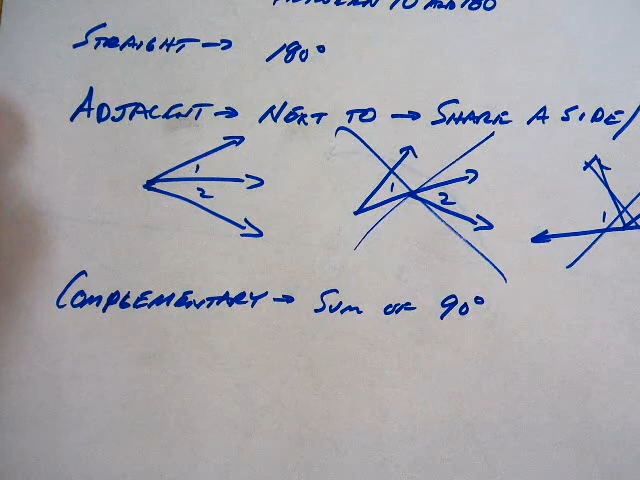 STRAIGHT → 180°
ADJACENT → NEXT TO → SHARE A SIDE/
1
2
1
2
1
COMPLEMENTARY → SUM OF 90°